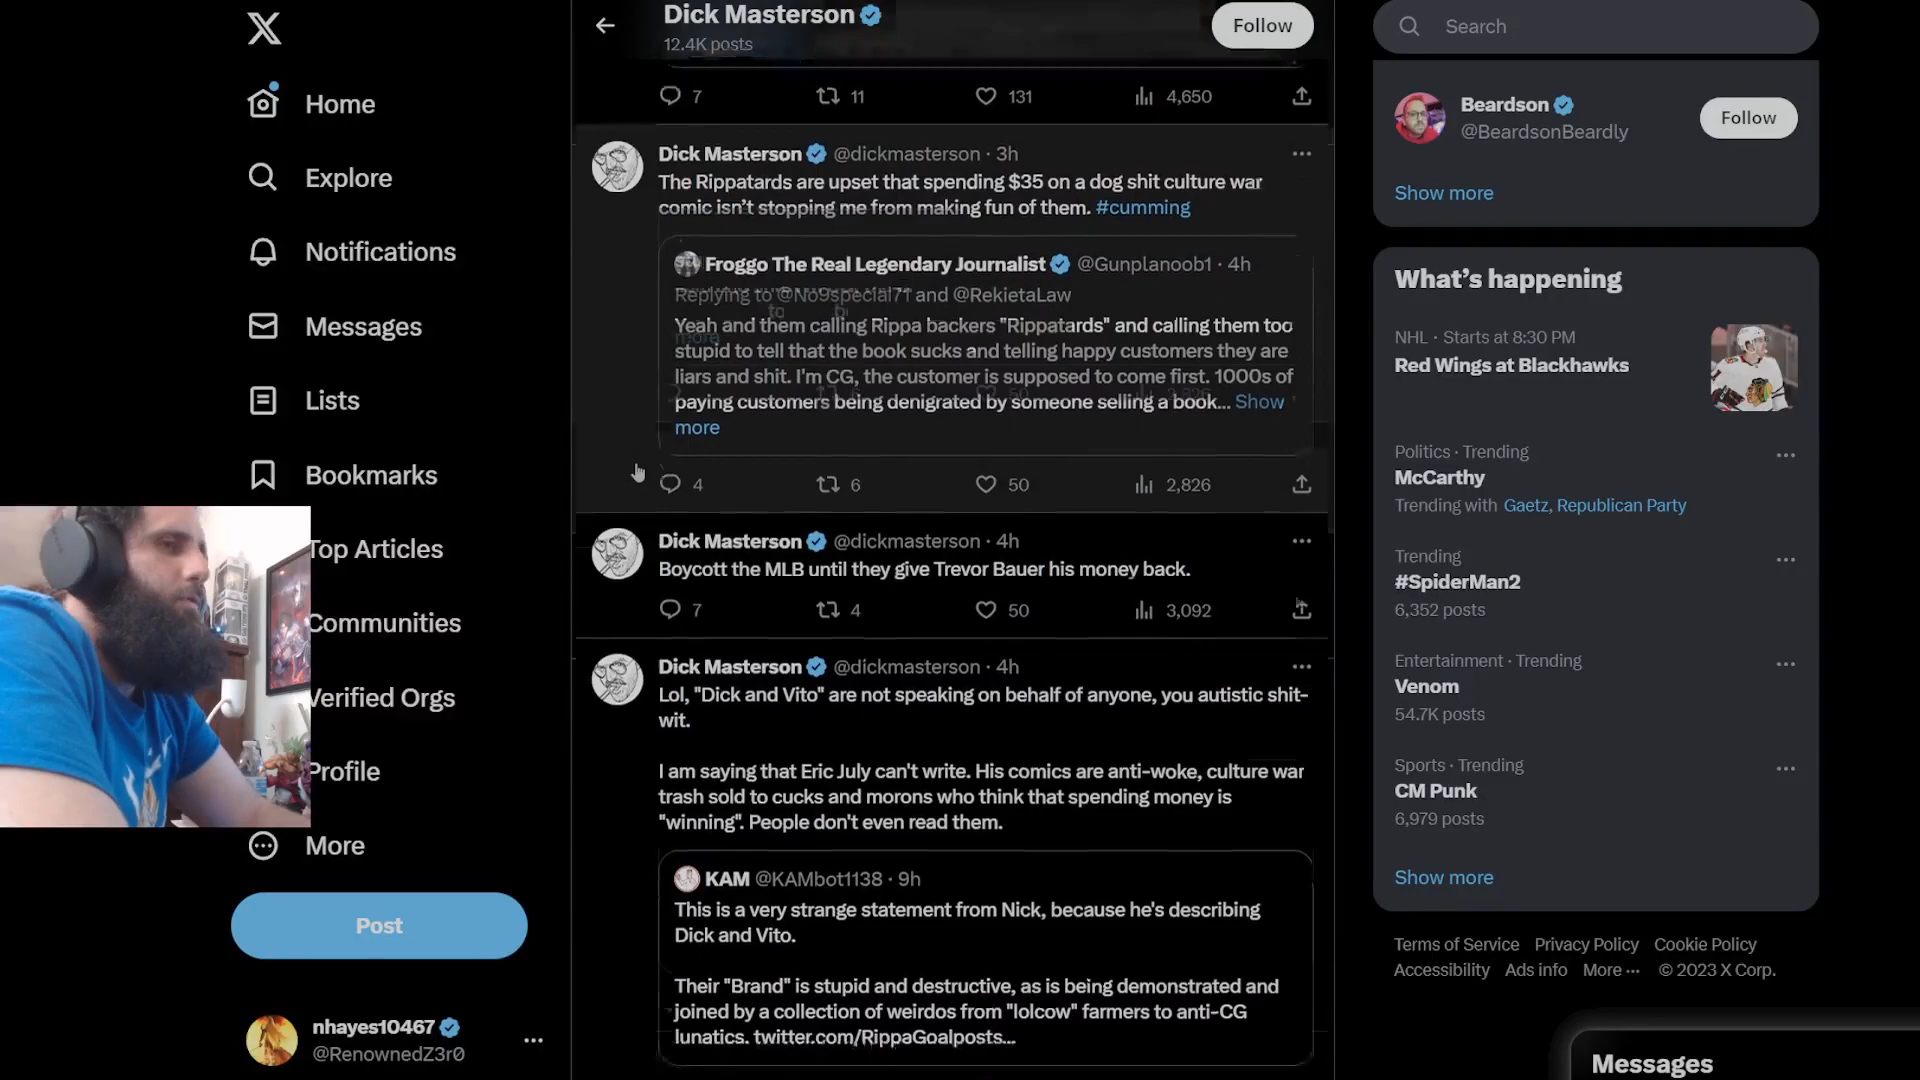 Home
Explore
Notifications
Messages
Lists
Bookmarks
Top Articles
Communities
Verified Orgs
Profile
More
Post
nhayes10467
@RenownedZ3r0
Dick Masterson
12.4K posts
Follow
7 11 131 4,650
Dick Masterson @dickmasterson · 3h
The Rippatards are upset that spending $35 on a dog shit culture war
comic isn't stopping me from making fun of them. #cumming
Froggo The Real Legendary Journalist @Gunplanoob1 · 4h
Replying to @No9special71 and @RekietaLaw
Yeah and them calling Rippa backers "Rippatards" and calling them too
stupid to tell that the book sucks and telling happy customers they are
liars and shit. I'm CG, the customer is supposed to come first. 1000s of
paying customers being denigrated by someone selling a book... Show
more
4 6 50 2,826
Dick Masterson @dickmasterson · 4h
Boycott the MLB until they give Trevor Bauer his money back.
7 4 50 3,092
Dick Masterson @dickmasterson · 4h
Lol, "Dick and Vito" are not speaking on behalf of anyone, you autistic shit-
wit.
I am saying that Eric July can't write. His comics are anti-woke, culture war
trash sold to cucks and morons who think that spending money is
"winning". People don't even read them.
KAM @KAMbot1138 · 9h
This is a very strange statement from Nick, because he's describing
Dick and Vito.
Their "Brand" is stupid and destructive, as is being demonstrated and
joined by a collection of weirdos from "lolcow" farmers to anti-CG
lunatics. twitter.com/RippaGoalposts...
Search
Beardson
@BeardsonBeardly
Follow
Show more
What's happening
NHL · Starts at 8:30 PM
Red Wings at Blackhawks
Politics · Trending
McCarthy
Trending with Gaetz, Republican Party
Trending
#SpiderMan2
6,352 posts
Entertainment · Trending
Venom
54.7K posts
Sports · Trending
CM Punk
6,979 posts
Show more
Terms of Service Privacy Policy Cookie Policy
Accessibility Ads info More ··· © 2023 X Corp.
Messages